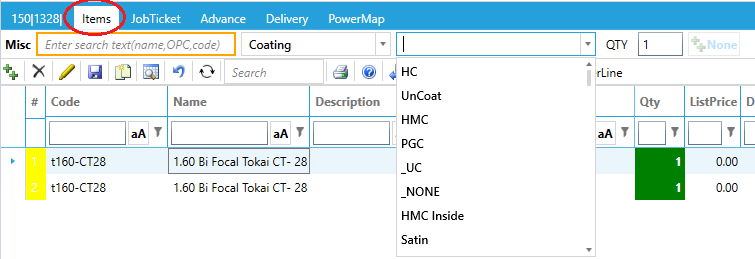 150|1328| Items JobTicket Advance Delivery PowerMap
Misc Enter search text(name,OPC,code) Coating QTY 1 None
Search rLine
# Code Name Description Qty ListPrice D
aA aA aA
1 t160-CT28 1.60 Bi Focal Tokai CT- 28 1 0.00
2 t160-CT28 1.60 Bi Focal Tokai CT- 28 1 0.00
HC
UnCoat
HMC
PGC
_UC
_NONE
HMC Inside
Satin